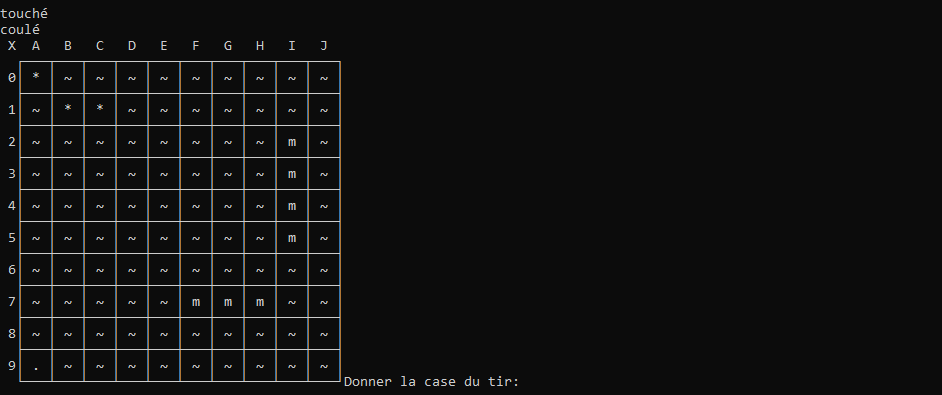 touché
coulé
X A B C D E F G H I J
0 * ~ ~ ~ ~ ~ ~ ~ ~ ~
1 ~ * * ~ ~ ~ ~ ~ ~ ~
2 ~ ~ ~ ~ ~ ~ ~ ~ m ~
3 ~ ~ ~ ~ ~ ~ ~ ~ m ~
4 ~ ~ ~ ~ ~ ~ ~ ~ m ~
5 ~ ~ ~ ~ ~ ~ ~ ~ m ~
6 ~ ~ ~ ~ ~ ~ ~ ~ ~ ~
7 ~ ~ ~ ~ ~ m m m ~ ~
8 ~ ~ ~ ~ ~ ~ ~ ~ ~ ~
9 . ~ ~ ~ ~ ~ ~ ~ ~ ~
Donner la case du tir: